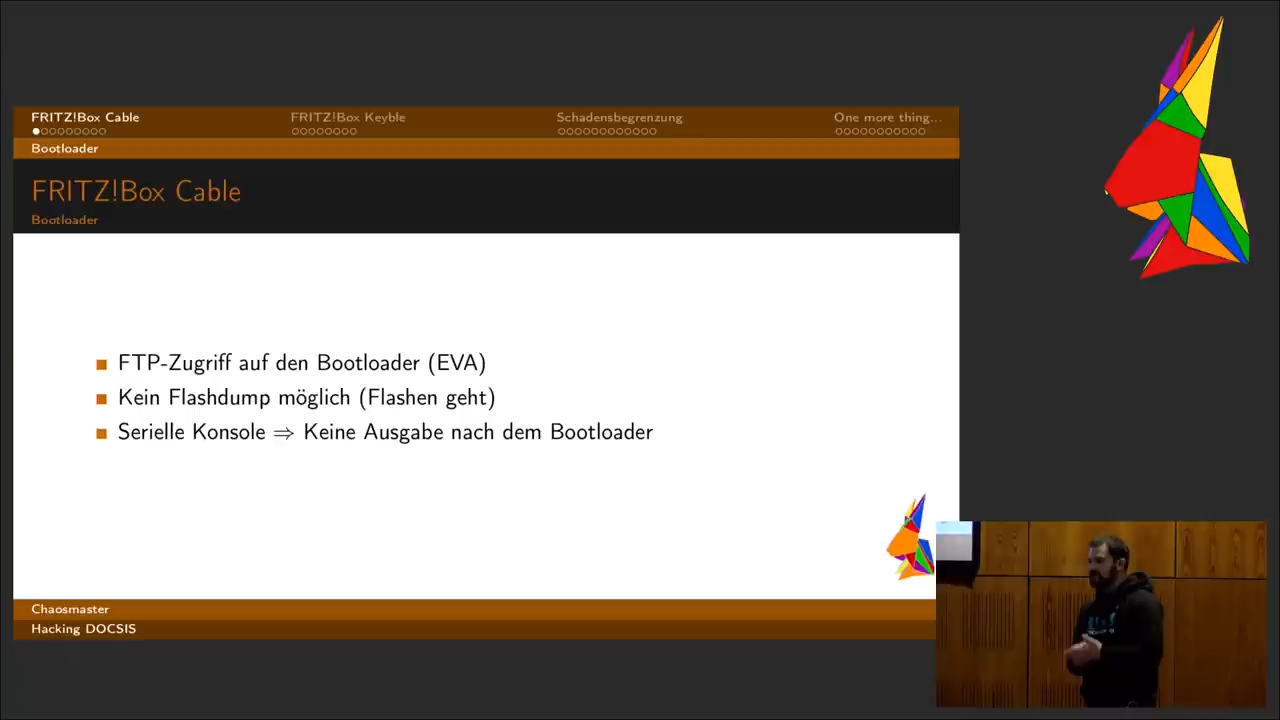 FRITZ!Box Cable
FRITZ!Box Keyble
Schadensbegrenzung
One more thing...
Bootloader
FRITZ!Box Cable
Bootloader
FTP-Zugriff auf den Bootloader (EVA)
Kein Flashdump möglich (Flashen geht)
Serielle Konsole ⇒ Keine Ausgabe nach dem Bootloader
Chaosmaster
Hacking DOCSIS